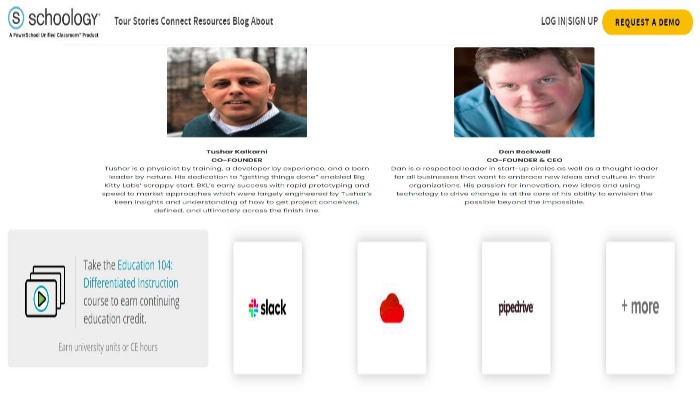 schoology®
A PowerSchool Unified Classroom™ Product
Tour Stories Connect Resources Blog About
LOG IN|SIGN UP
REQUEST A DEMO
Tushar Kalkarni
CO-FOUNDER
Tushar is a physicist by training, a developer by experience, and a born
leader by nature. His dedication to "getting things done" enabled Big
Kitty Labs' scrappy start. BKL's early success with rapid prototyping and
speed to market approaches which were largely engineered by Tushar's
keen insights and understanding of how to get project conceived,
defined, and ultimately across the finish line.
Dan Rockwell
CO-FOUNDER & CEO
Dan is a respected leader in start-up circles as well as a thought leader
for all businesses that want to embrace new ideas and culture in their
organizations. His passion for innovation, new ideas and using
technology to drive change is at the core of his ability to envision the
possible beyond the impossible.
Take the Education 104:
Differentiated Instruction
course to earn continuing
education credit.
Earn university units or CE hours
slack
pipedrive
+ more